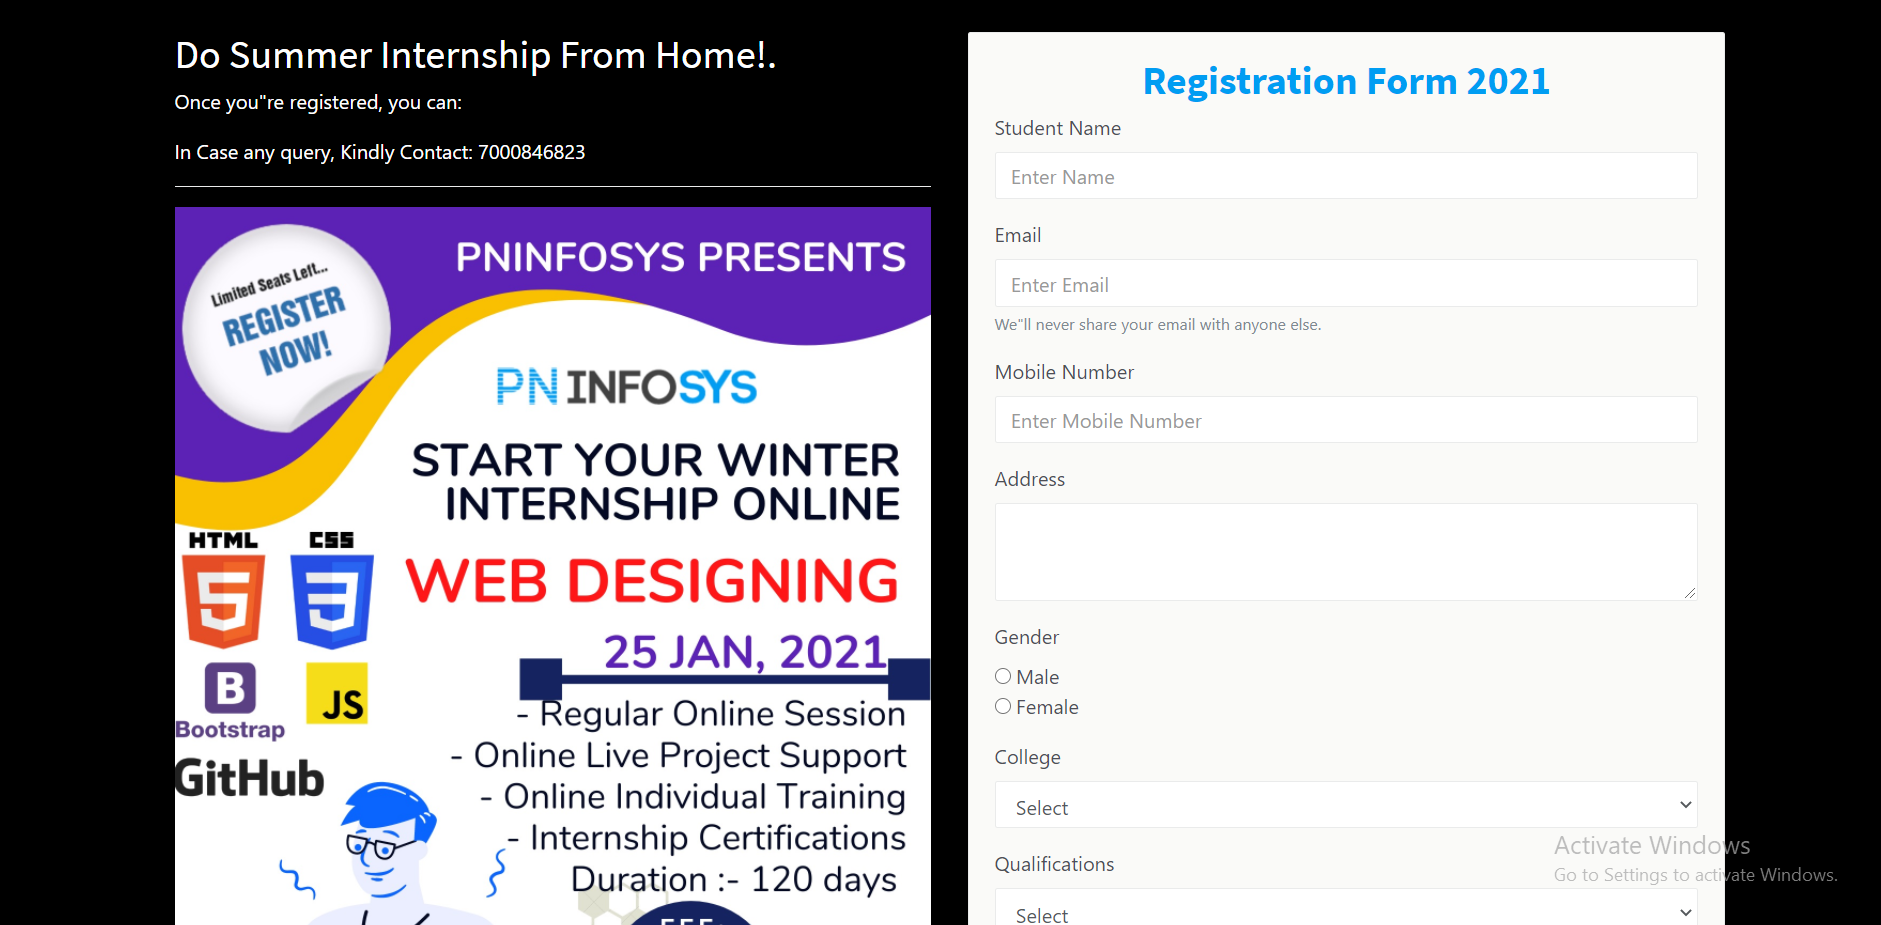 Do Summer Internship From Home!.
Once you"re registered, you can:
In Case any query, Kindly Contact: 7000846823
Limited Seats Left...
REGISTER
NOW!
PNINFOSYS PRESENTS
PN INFOSYS
START YOUR WINTER
INTERNSHIP ONLINE
HTML
CSS
WEB DESIGNING
25 JAN, 2021
B
JS
Bootstrap
GitHub
- Regular Online Session
- Online Live Project Support
- Online Individual Training
- Internship Certifications
Duration :- 120 days
Registration Form 2021
Student Name
Enter Name
Email
Enter Email
We"ll never share your email with anyone else.
Mobile Number
Enter Mobile Number
Address
Gender
Male
Female
College
Select
Qualifications
Select
Activate Windows
Go to Settings to activate Windows.